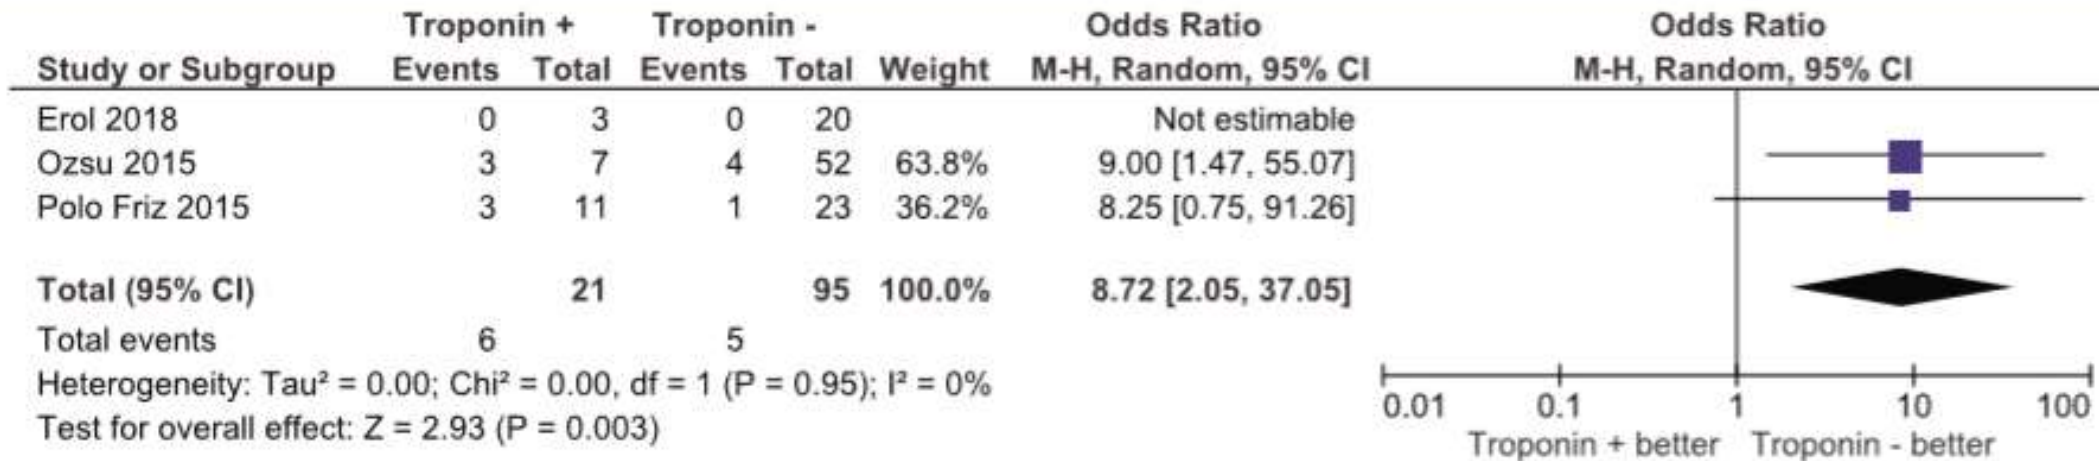 Troponin + Troponin - Odds Ratio Odds Ratio
Study or Subgroup Events Total Events Total Weight M-H, Random, 95% CI M-H, Random, 95% CI
Erol 2018 0 3 0 20 Not estimable
Ozsu 2015 3 7 4 52 63.8% 9.00 [1.47, 55.07]
Polo Friz 2015 3 11 1 23 36.2% 8.25 [0.75, 91.26]
Total (95% CI) 21 95 100.0% 8.72 [2.05, 37.05]
Total events 6 5
Heterogeneity: Tau² = 0.00; Chi² = 0.00, df = 1 (P = 0.95); I² = 0%
Test for overall effect: Z = 2.93 (P = 0.003)
0.01 0.1 1 10 100
Troponin + better Troponin - better